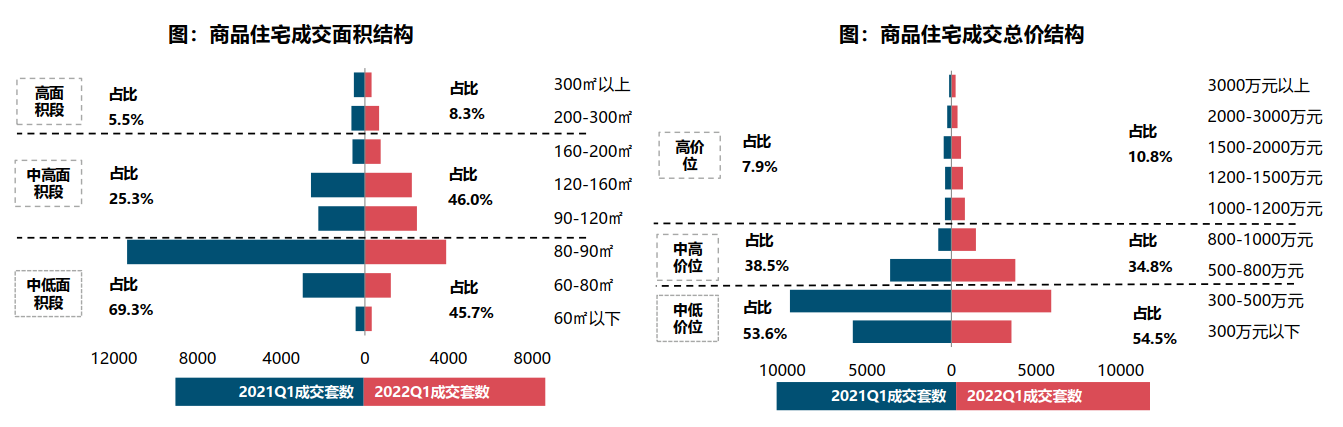 图：商品住宅成交面积结构
高面
积段
占比
5.5%
占比
8.3%
300㎡以上
200-300㎡
中高面
积段
占比
25.3%
占比
46.0%
160-200㎡
120-160㎡
90-120㎡
中低面
积段
占比
69.3%
占比
45.7%
80-90㎡
60-80㎡
60㎡以下
12000 8000 4000 0 4000 8000
2021Q1成交套数 2022Q1成交套数
图：商品住宅成交总价结构
高价
位
占比
7.9%
占比
10.8%
3000万元以上
2000-3000万元
1500-2000万元
1200-1500万元
1000-1200万元
中高
价位
占比
38.5%
占比
34.8%
800-1000万元
500-800万元
中低
价位
占比
53.6%
占比
54.5%
300-500万元
300万元以下
10000 5000 0 5000 10000
2021Q1成交套数 2022Q1成交套数